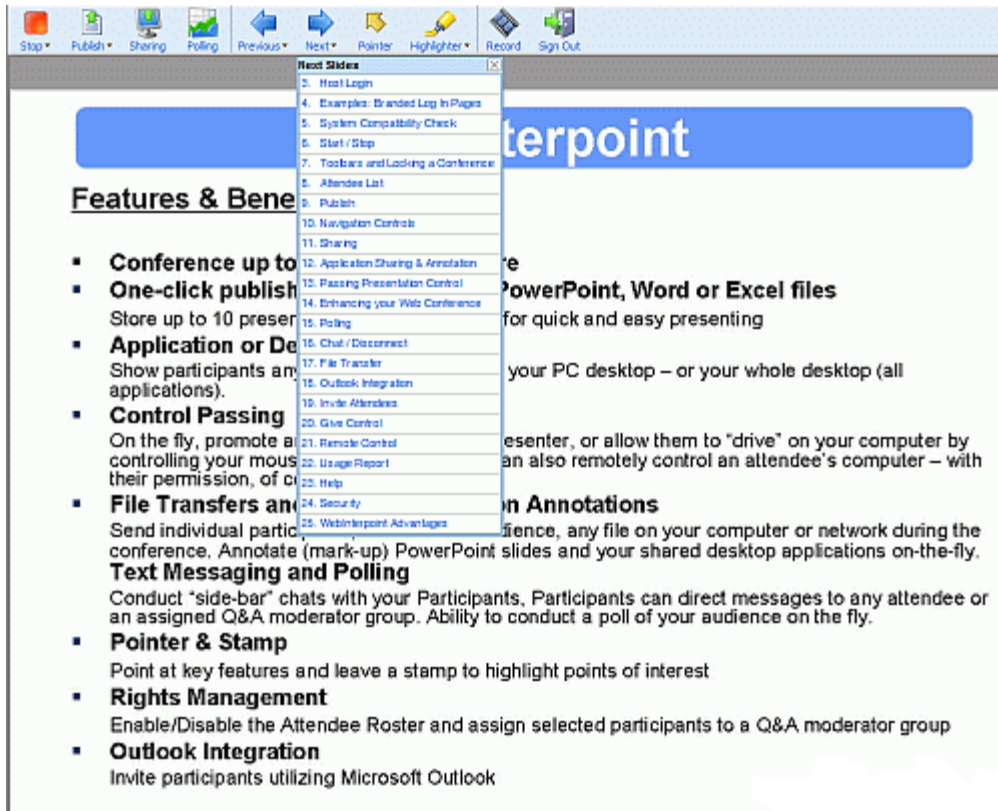 Stop Publish Sharing Polling Previous Next Pointer Highlighter Record Sign Out
Next Slides
3. Host Login
4. Examples: Branded Log In Pages
5. System Compatibility Check
6. Start / Stop
7. Toolbars and Locking a Conference
8. Attendee List
9. Publish
10. Navigation Controls
11. Sharing
12. Application Sharing & Annotation
13. Passing Presentation Control
14. Enhancing your Web Conference
15. Polling
16. Chat / Disconnect
17. File Transfer
18. Outlook Integration
19. Invite Attendees
20. Give Control
21. Remote Control
22. Usage Report
23. Help
24. Security
25. WebInterpoint Advantages
terpoint
Features & Bene
Conference up to re
One-click publish PowerPoint, Word or Excel files
Store up to 10 presen for quick and easy presenting
Application or De
Show participants any your PC desktop – or your whole desktop (all
applications).
Control Passing
On the fly, promote a esenter, or allow them to "drive" on your computer by
controlling your mous an also remotely control an attendee's computer – with
their permission, of c
File Transfers an n Annotations
Send individual partic dience, any file on your computer or network during the
conference. Annotate (mark-up) PowerPoint slides and your shared desktop applications on-the-fly.
Text Messaging and Polling
Conduct "side-bar" chats with your Participants, Participants can direct messages to any attendee or
an assigned Q&A moderator group. Ability to conduct a poll of your audience on the fly.
Pointer & Stamp
Point at key features and leave a stamp to highlight points of interest
Rights Management
Enable/Disable the Attendee Roster and assign selected participants to a Q&A moderator group
Outlook Integration
Invite participants utilizing Microsoft Outlook